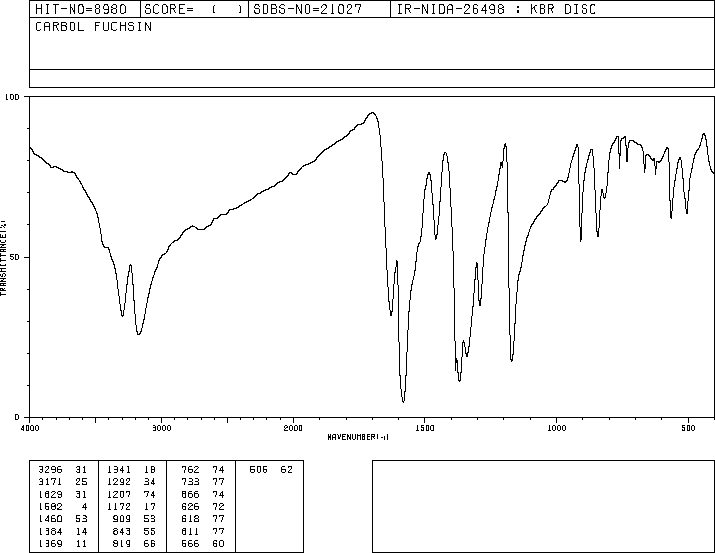 HIT-NO=8980 SCORE= ( ) SDBS-NO=21027 IR-NIDA-26498 : KBR DISC
CARBOL FUCHSIN
100
50
0
TRANSMITTANCE(%)
4000 3000 2000 1500 1000 500
WAVENUMBER(-1)
3296 31 1341 18 762 74 506 62
3171 25 1292 34 733 77
1629 31 1207 74 666 74
1582 4 1172 17 626 72
1460 53 909 53 618 77
1384 14 843 55 611 77
1369 11 819 66 566 60